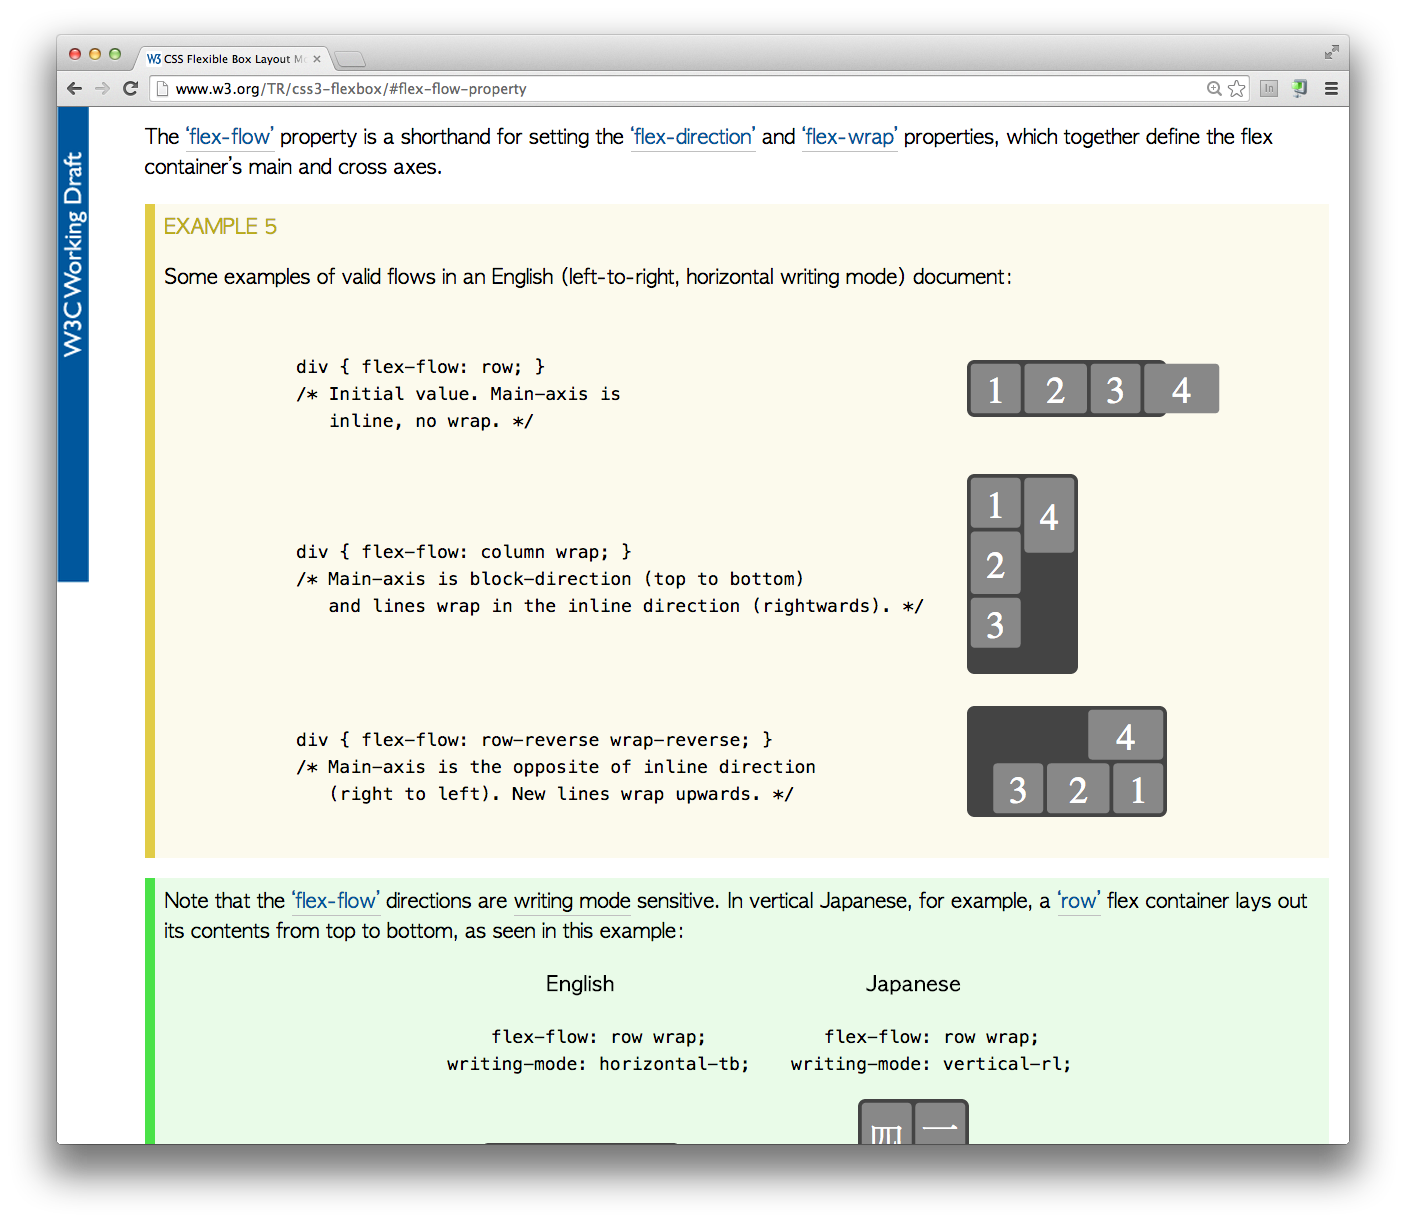 W3 CSS Flexible Box Layout M
www.w3.org/TR/css3-flexbox/#flex-flow-property
W3C Working Draft
The ‘flex-flow’ property is a shorthand for setting the ‘flex-direction’ and ‘flex-wrap’ properties, which together define the flex
container’s main and cross axes.
EXAMPLE 5
Some examples of valid flows in an English (left-to-right, horizontal writing mode) document:
div { flex-flow: row; }
/* Initial value. Main-axis is
inline, no wrap. */
1 2 3 4
div { flex-flow: column wrap; }
/* Main-axis is block-direction (top to bottom)
and lines wrap in the inline direction (rightwards). */
1 4
2
3
div { flex-flow: row-reverse wrap-reverse; }
/* Main-axis is the opposite of inline direction
(right to left). New lines wrap upwards. */
4
3 2 1
Note that the ‘flex-flow’ directions are writing mode sensitive. In vertical Japanese, for example, a ‘row’ flex container lays out
its contents from top to bottom, as seen in this example:
English Japanese
flex-flow: row wrap; flex-flow: row wrap;
writing-mode: horizontal-tb; writing-mode: vertical-rl;
四 一